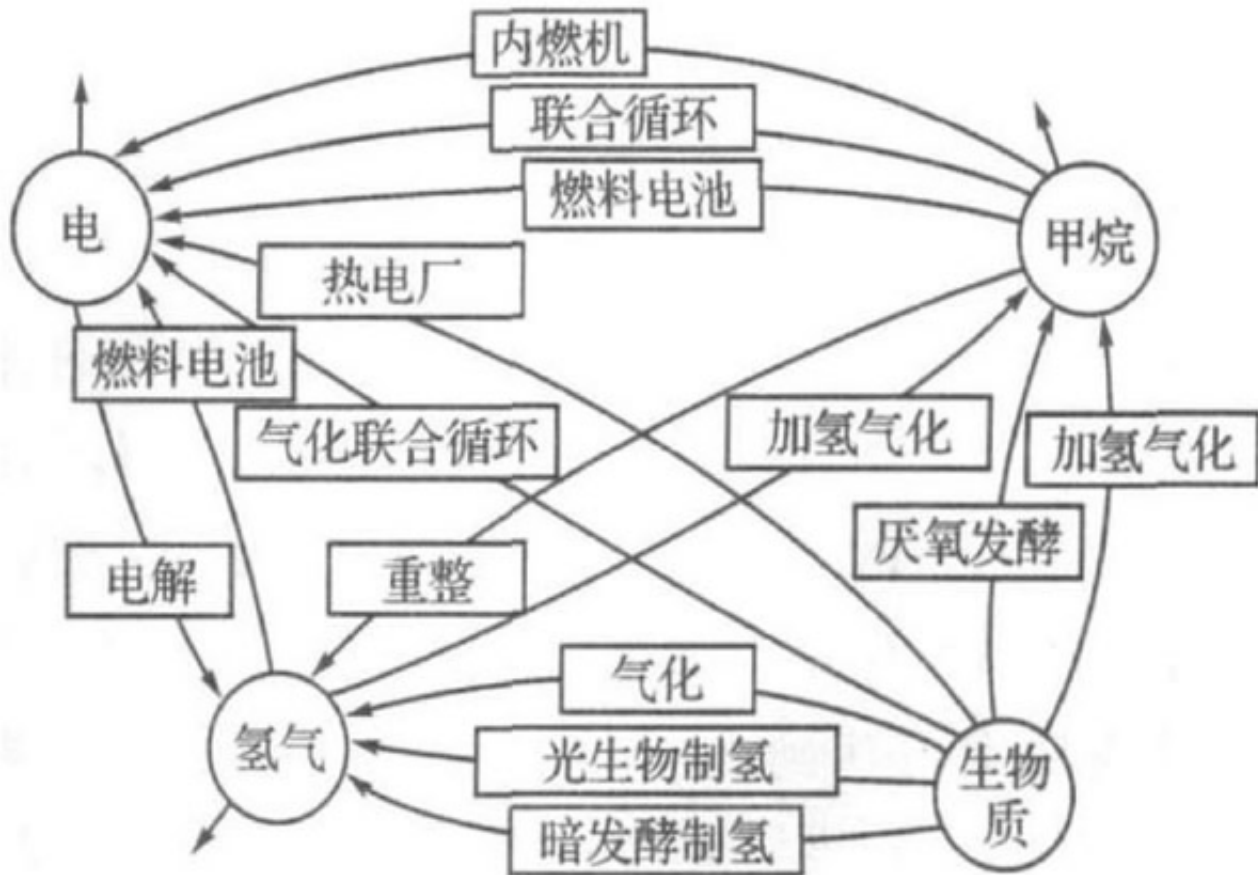 内燃机
联合循环
燃料电池
电
甲烷
热电厂
燃料电池
气化联合循环
加氢气化
加氢气化
厌氧发酵
电解
重整
气化
氢气
光生物制氢
生物
质
暗发酵制氢